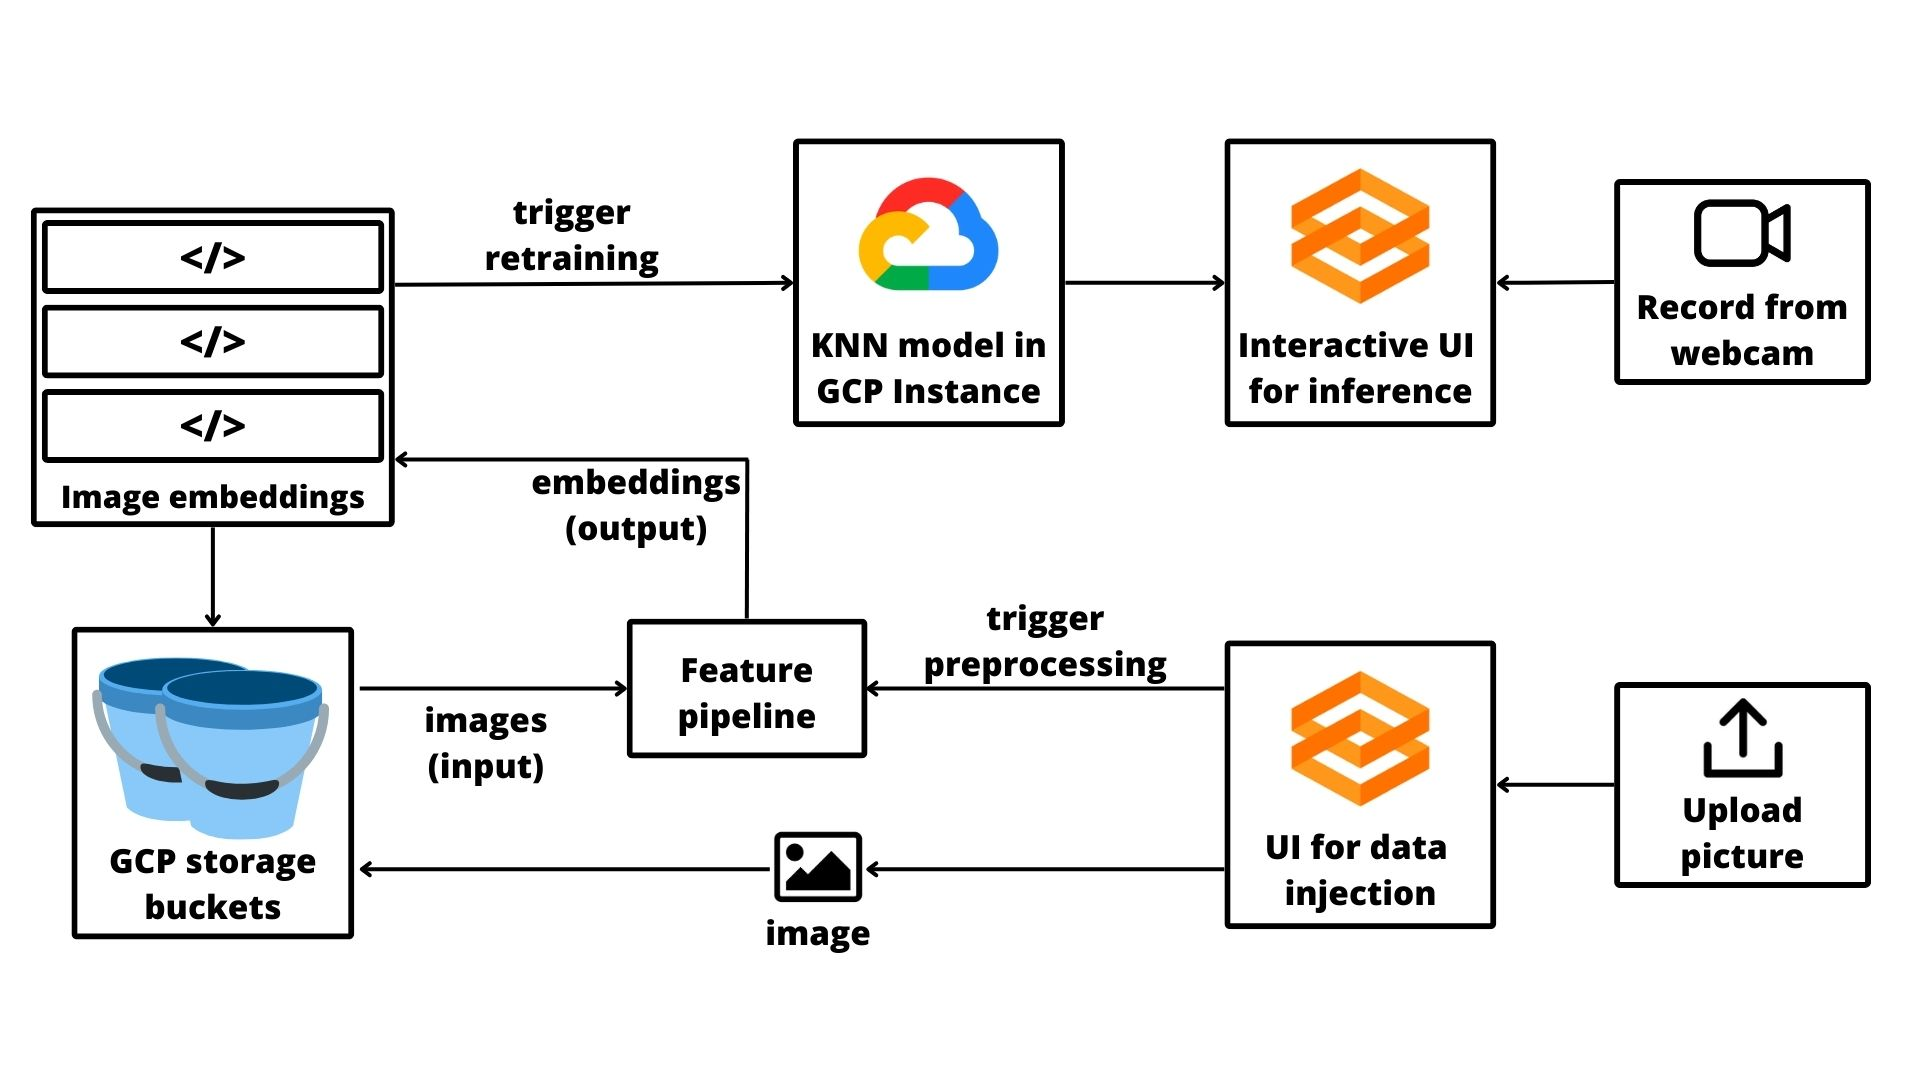 trigger
retraining
</>
</>
</>
Image embeddings
KNN model in
GCP Instance
Interactive UI
for inference
Record from
webcam
embeddings
(output)
Feature
pipeline
trigger
preprocessing
images
(input)
GCP storage
buckets
image
UI for data
injection
Upload
picture